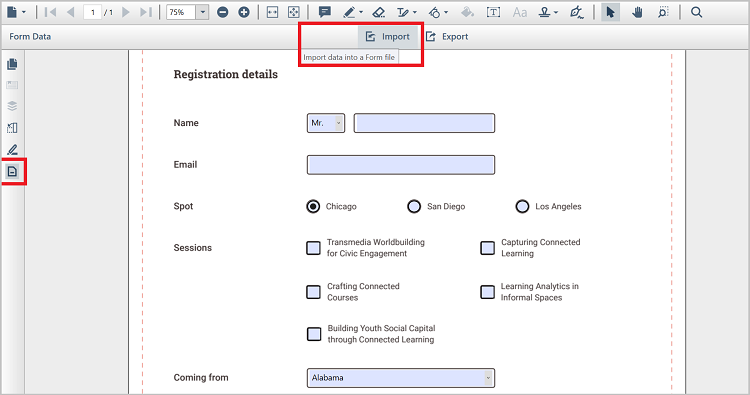 1 / 1 75% T T Aa
Form Data Import Export
Import data into a Form file
Registration details
Name Mr.
Email
Spot Chicago San Diego Los Angeles
Sessions Transmedia Worldbuilding Capturing Connected
for Civic Engagement Learning
Crafting Connected Learning Analytics in
Courses Informal Spaces
Building Youth Social Capital
through Connected Learning
Coming from Alabama